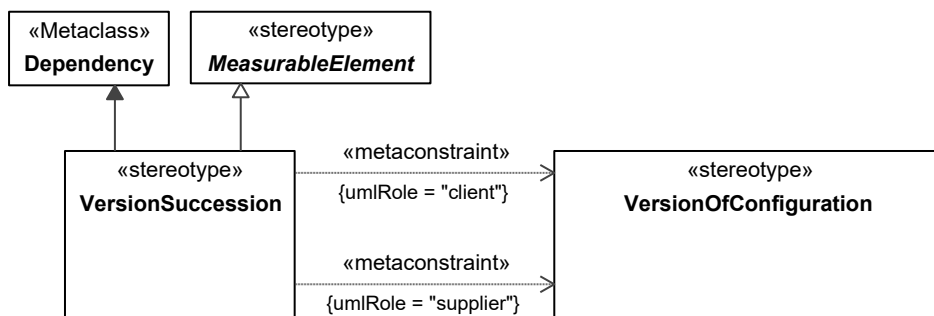 «Metaclass»
Dependency
«stereotype»
MeasurableElement
«stereotype»
VersionSuccession
«metaconstraint»
{umlRole = "client"}
«metaconstraint»
{umlRole = "supplier"}
«stereotype»
VersionOfConfiguration